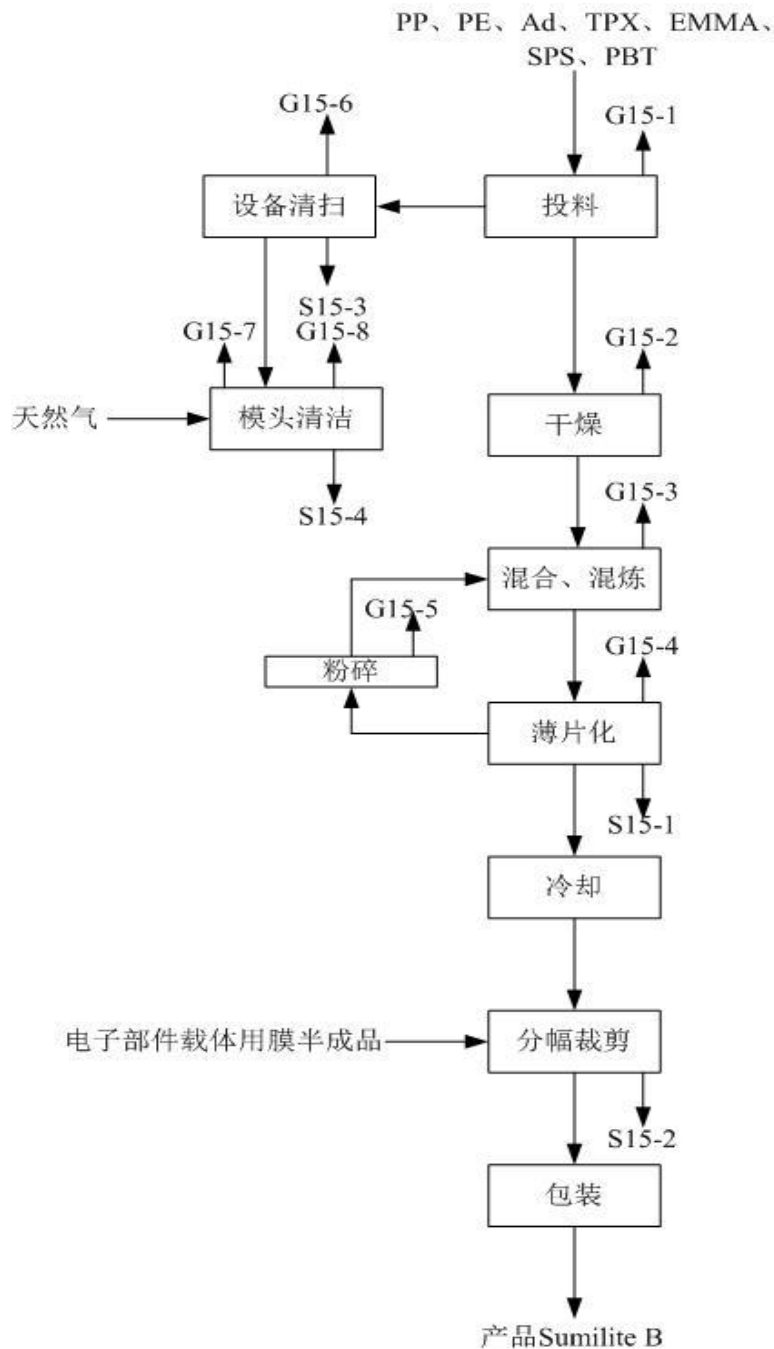 PP、PE、Ad、TPX、EMMA、
SPS、PBT
G15-6
G15-1
设备清扫
投料
S15-3
G15-7
G15-8
G15-2
天然气
模头清洁
干燥
S15-4
G15-3
混合、混炼
G15-5
粉碎
G15-4
薄片化
S15-1
冷却
电子部件载体用膜半成品
分幅裁剪
S15-2
包装
产品Sumilite B